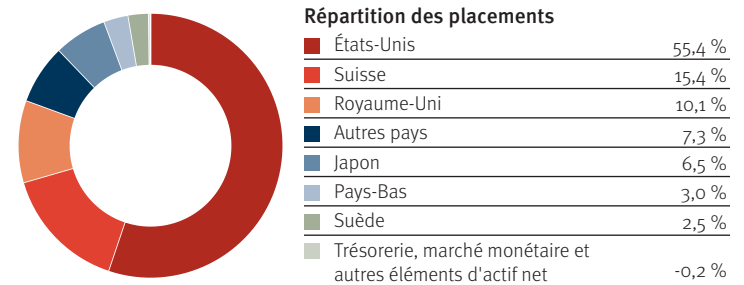 Répartition des placements
États-Unis 55,4 %
Suisse 15,4 %
Royaume-Uni 10,1 %
Autres pays 7,3 %
Japon 6,5 %
Pays-Bas 3,0 %
Suède 2,5 %
Trésorerie, marché monétaire et
autres éléments d'actif net -0,2 %